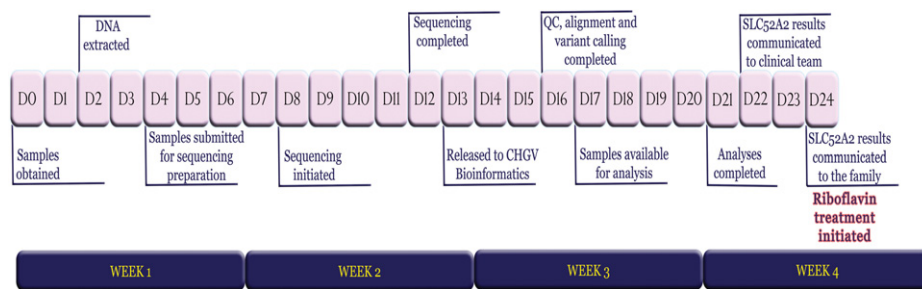 DNA
extracted
Sequencing
completed
QC, alignment and
variant calling
completed
SLC52A2 results
communicated
to clinical team
D0 D1 D2 D3 D4 D5 D6 D7 D8 D9 D10 D11 D12 D13 D14 D15 D16 D17 D18 D19 D20 D21 D22 D23 D24
Samples
obtained
Samples submitted
for sequencing
preparation
Sequencing
initiated
Released to CHGV
Bioinformatics
Samples available
for analysis
Analyses
completed
SLC52A2 results
communicated
to the family
Riboflavin
treatment
initiated
WEEK 1 WEEK 2 WEEK 3 WEEK 4